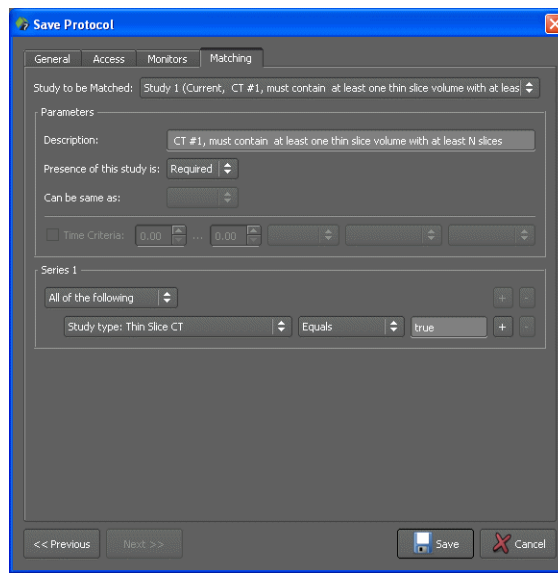 Save Protocol
General Access Monitors Matching
Study to be Matched: Study 1 (Current, CT #1, must contain at least one thin slice volume with at leas
Parameters
Description: CT #1, must contain at least one thin slice volume with at least N slices
Presence of this study is: Required
Can be same as:
Time Criteria: 0.00 ... 0.00
Series 1
All of the following + -
Study type: Thin Slice CT Equals true + -
<< Previous Next >> Save Cancel